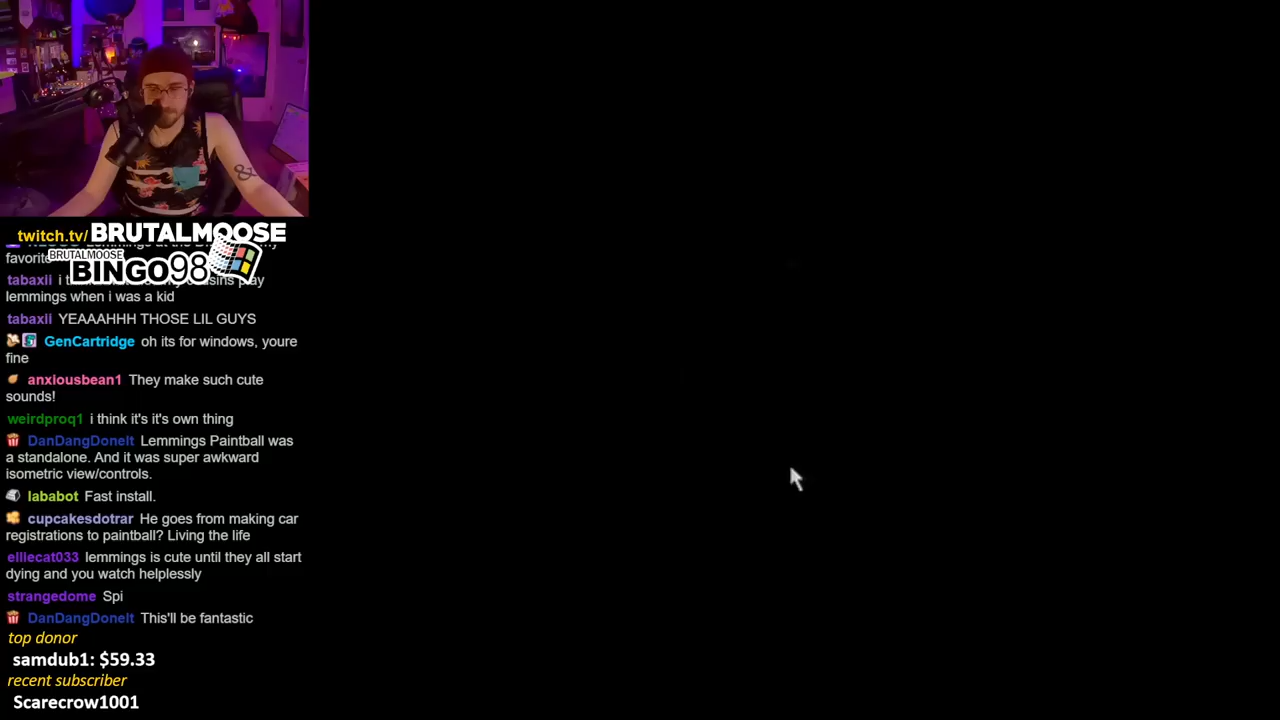 twitch.tv/BRUTALMOOSE
favorite
BRUTALMOOSE
BINGO98
tabaxii i
lemmings when i was a kid
tabaxii YEAAAHHH THOSE LIL GUYS
GenCartridge oh its for windows, youre
fine
anxiousbean1 They make such cute
sounds!
weirdproq1 i think it's it's own thing
DanDangDoneIt Lemmings Paintball was
a standalone. And it was super awkward
isometric view/controls.
lababot Fast install.
cupcakesdotrar He goes from making car
registrations to paintball? Living the life
elliecat033 lemmings is cute until they all start
dying and you watch helplessly
strangedome Spi
DanDangDoneIt This'll be fantastic
top donor
samdub1: $59.33
recent subscriber
Scarecrow1001